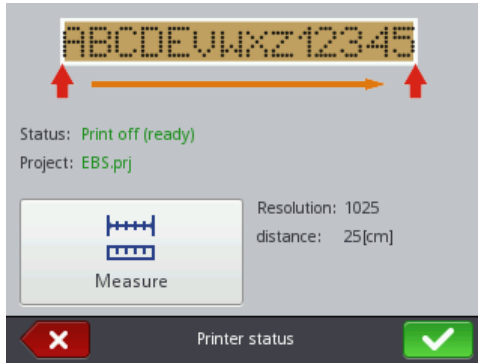 ABCDEVWXZ12345
Status: Print off (ready)
Project: EBS.prj
Resolution: 1025
distance: 25[cm]
Measure
Printer status